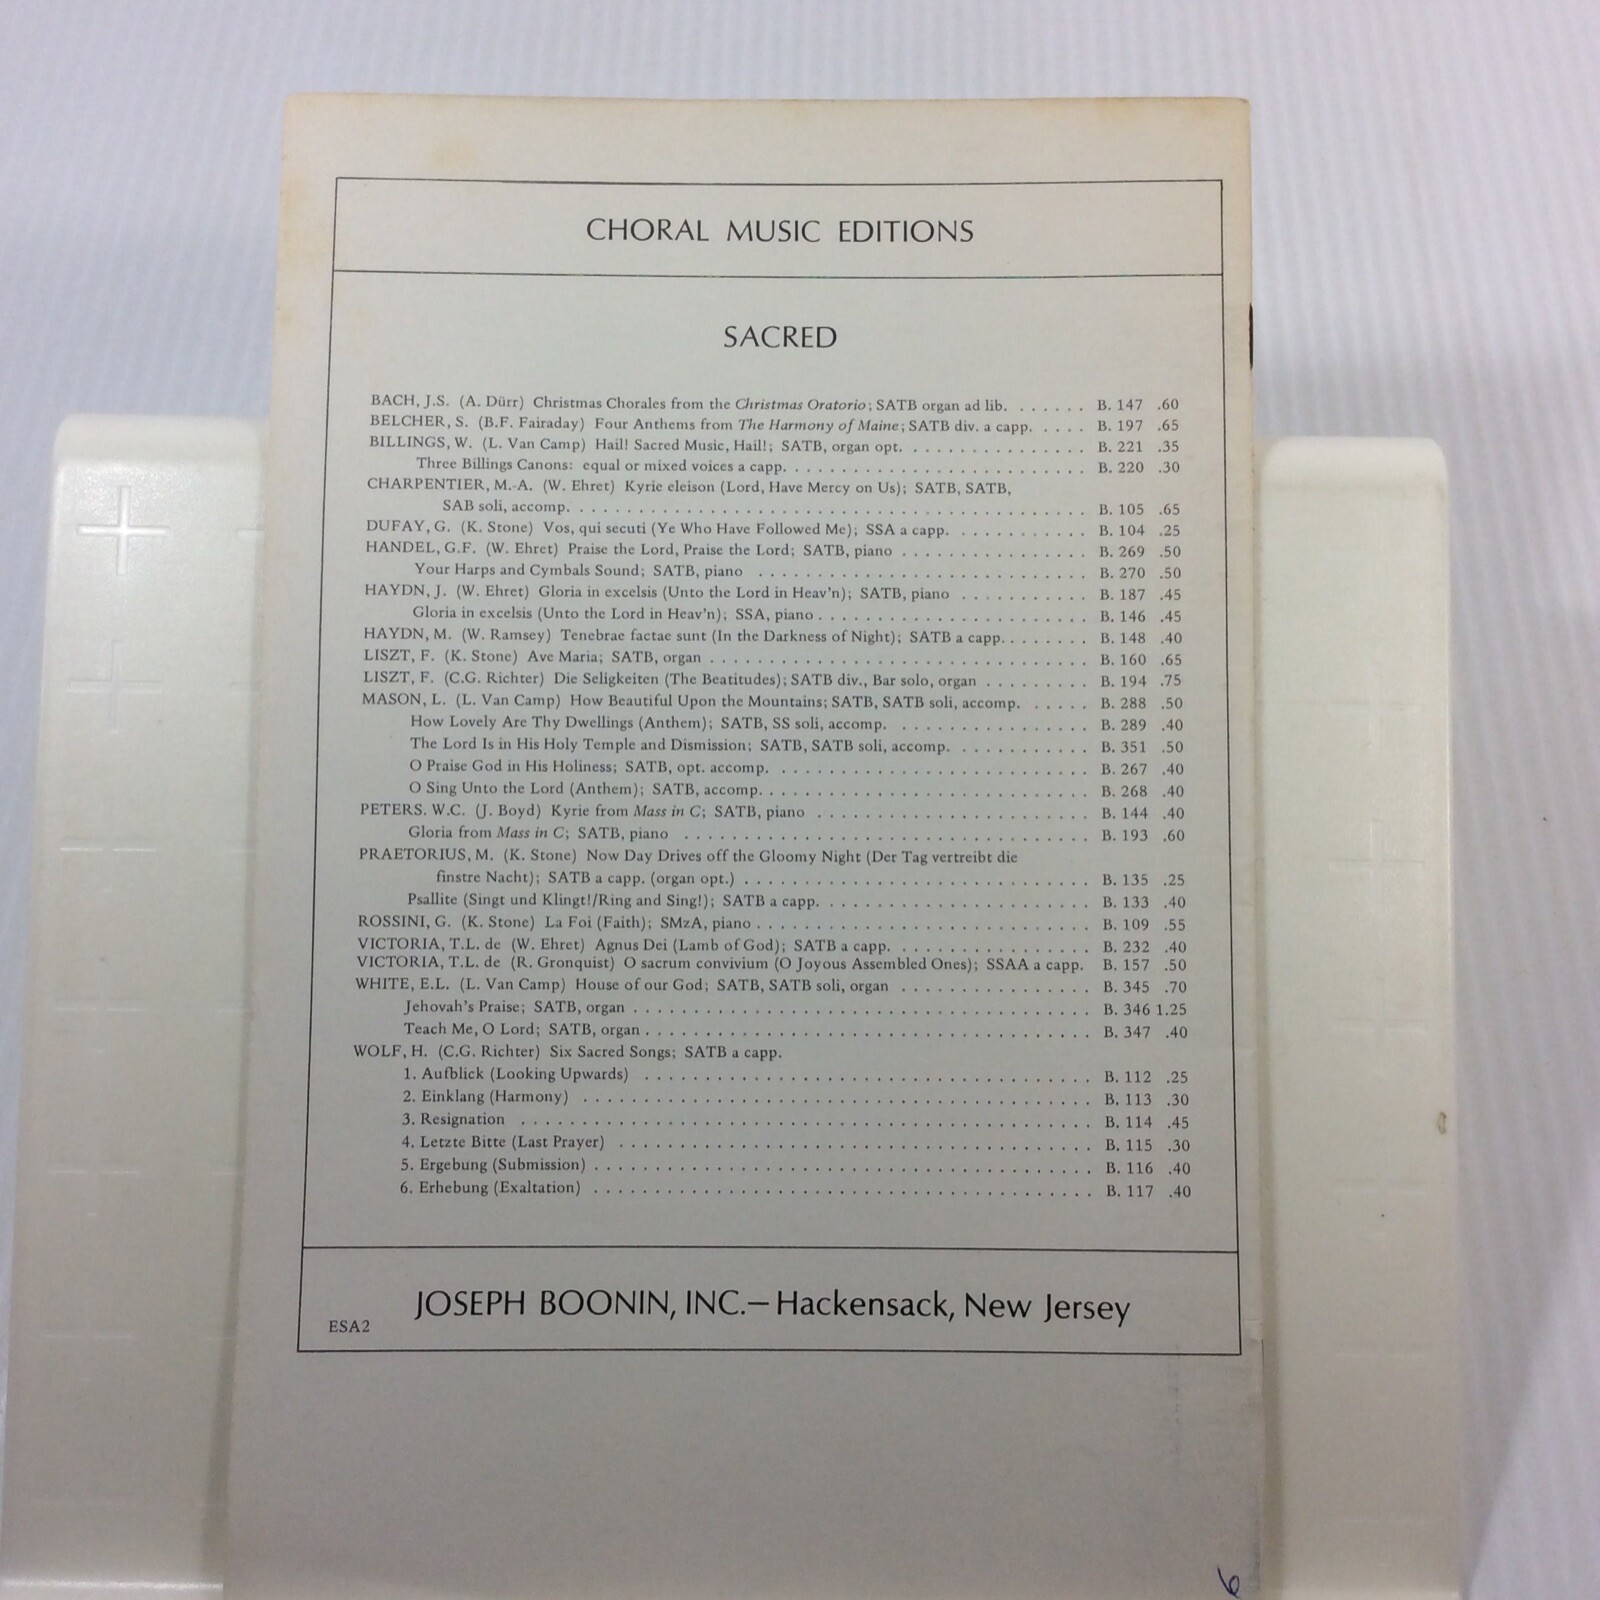 CHORAL MUSIC EDITIONS
SACRED
BACH, J.S. (A. Dürr) Christmas Chorales from the Christmas Oratorio; SATB organ ad lib. . . . . . . B. 147 .60
BELCHER, S. (B.F. Fairaday) Four Anthems from The Harmony of Maine; SATB div. a capp. . . . . B. 197 .65
BILLINGS, W. (L. Van Camp) Hail! Sacred Music, Hail!; SATB, organ opt. . . . . . . . . . . . . . . . B. 221 .35
Three Billings Canons: equal or mixed voices a capp. . . . . . . . . . . . . . . . . . . . . . . . . . B. 220 .30
CHARPENTIER, M.-A. (W. Ehret) Kyrie eleison (Lord, Have Mercy on Us); SATB, SATB,
SAB soli, accomp. . . . . . . . . . . . . . . . . . . . . . . . . . . . . . . . . . . . . . . . . . . B. 105 .65
DUFAY, G. (K. Stone) Vos, qui secuti (Ye Who Have Followed Me); SSA a capp. . . . . . . . . . . . B. 104 .25
HANDEL, G.F. (W. Ehret) Praise the Lord, Praise the Lord; SATB, piano . . . . . . . . . . . . . . . . B. 269 .50
Your Harps and Cymbals Sound; SATB, piano . . . . . . . . . . . . . . . . . . . . . . . . . . . . B. 270 .50
HAYDN, J. (W. Ehret) Gloria in excelsis (Unto the Lord in Heav'n); SATB, piano . . . . . . . . . . . B. 187 .45
Gloria in excelsis (Unto the Lord in Heav'n); SSA, piano . . . . . . . . . . . . . . . . . . . . . . . B. 146 .45
HAYDN, M. (W. Ramsey) Tenebrae factae sunt (In the Darkness of Night); SATB a capp. . . . . . . . B. 148 .40
LISZT, F. (K. Stone) Ave Maria; SATB, organ . . . . . . . . . . . . . . . . . . . . . . . . . . . . . . . . B. 160 .65
LISZT, F. (C.G. Richter) Die Seligkeiten (The Beatitudes); SATB div., Bar solo, organ . . . . . . . . . B. 194 .75
MASON, L. (L. Van Camp) How Beautiful Upon the Mountains; SATB, SATB soli, accomp. . . . . . B. 288 .50
How Lovely Are Thy Dwellings (Anthem); SATB, SS soli, accomp. . . . . . . . . . . . . . . . . B. 289 .40
The Lord Is in His Holy Temple and Dismission; SATB, SATB soli, accomp. . . . . . . . . . . . B. 351 .50
O Praise God in His Holiness; SATB, opt. accomp. . . . . . . . . . . . . . . . . . . . . . . . . . . B. 267 .40
O Sing Unto the Lord (Anthem); SATB, accomp. . . . . . . . . . . . . . . . . . . . . . . . . . . . B. 268 .40
PETERS. W.C. (J. Boyd) Kyrie from Mass in C; SATB, piano . . . . . . . . . . . . . . . . . . . . . . . B. 144 .40
Gloria from Mass in C; SATB, piano . . . . . . . . . . . . . . . . . . . . . . . . . . . . . . . . . . B. 193 .60
PRAETORIUS, M. (K. Stone) Now Day Drives off the Gloomy Night (Der Tag vertreibt die
finstre Nacht); SATB a capp. (organ opt.) . . . . . . . . . . . . . . . . . . . . . . . . . . . . . B. 135 .25
Psallite (Singt und Klingt!/Ring and Sing!); SATB a capp. . . . . . . . . . . . . . . . . . . . . . . B. 133 .40
ROSSINI, G. (K. Stone) La Foi (Faith); SMzA, piano . . . . . . . . . . . . . . . . . . . . . . . . . . . . B. 109 .55
VICTORIA, T.L. de (W. Ehret) Agnus Dei (Lamb of God); SATB a capp. . . . . . . . . . . . . . . . . B. 232 .40
VICTORIA, T.L. de (R. Gronquist) O sacrum convivium (O Joyous Assembled Ones); SSAA a capp. B. 157 .50
WHITE, E.L. (L. Van Camp) House of our God; SATB, SATB soli, organ . . . . . . . . . . . . . . . . B. 345 .70
Jehovah's Praise; SATB, organ . . . . . . . . . . . . . . . . . . . . . . . . . . . . . . . . . . . . . . B. 346 1.25
Teach Me, O Lord; SATB, organ . . . . . . . . . . . . . . . . . . . . . . . . . . . . . . . . . . . . . B. 347 .40
WOLF, H. (C.G. Richter) Six Sacred Songs; SATB a capp.
1. Aufblick (Looking Upwards) . . . . . . . . . . . . . . . . . . . . . . . . . . . . . . . . . . . . . B. 112 .25
2. Einklang (Harmony) . . . . . . . . . . . . . . . . . . . . . . . . . . . . . . . . . . . . . . . . . . B. 113 .30
3. Resignation . . . . . . . . . . . . . . . . . . . . . . . . . . . . . . . . . . . . . . . . . . . . . . . B. 114 .45
4. Letzte Bitte (Last Prayer) . . . . . . . . . . . . . . . . . . . . . . . . . . . . . . . . . . . . . . . B. 115 .30
5. Ergebung (Submission) . . . . . . . . . . . . . . . . . . . . . . . . . . . . . . . . . . . . . . . . . B. 116 .40
6. Erhebung (Exaltation) . . . . . . . . . . . . . . . . . . . . . . . . . . . . . . . . . . . . . . . . . B. 117 .40
JOSEPH BOONIN, INC.—Hackensack, New Jersey
ESA2
6